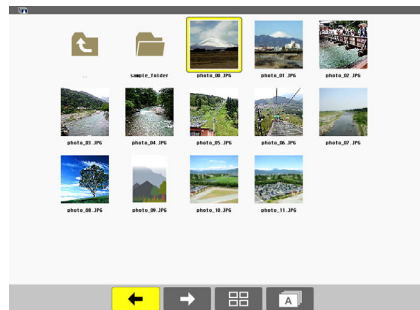 ..
sample_folder
photo_00.JPG
photo_01.JPG
photo_02.JPG
photo_03.JPG
photo_04.JPG
photo_05.JPG
photo_06.JPG
photo_07.JPG
photo_08.JPG
photo_09.JPG
photo_10.JPG
photo_11.JPG
A